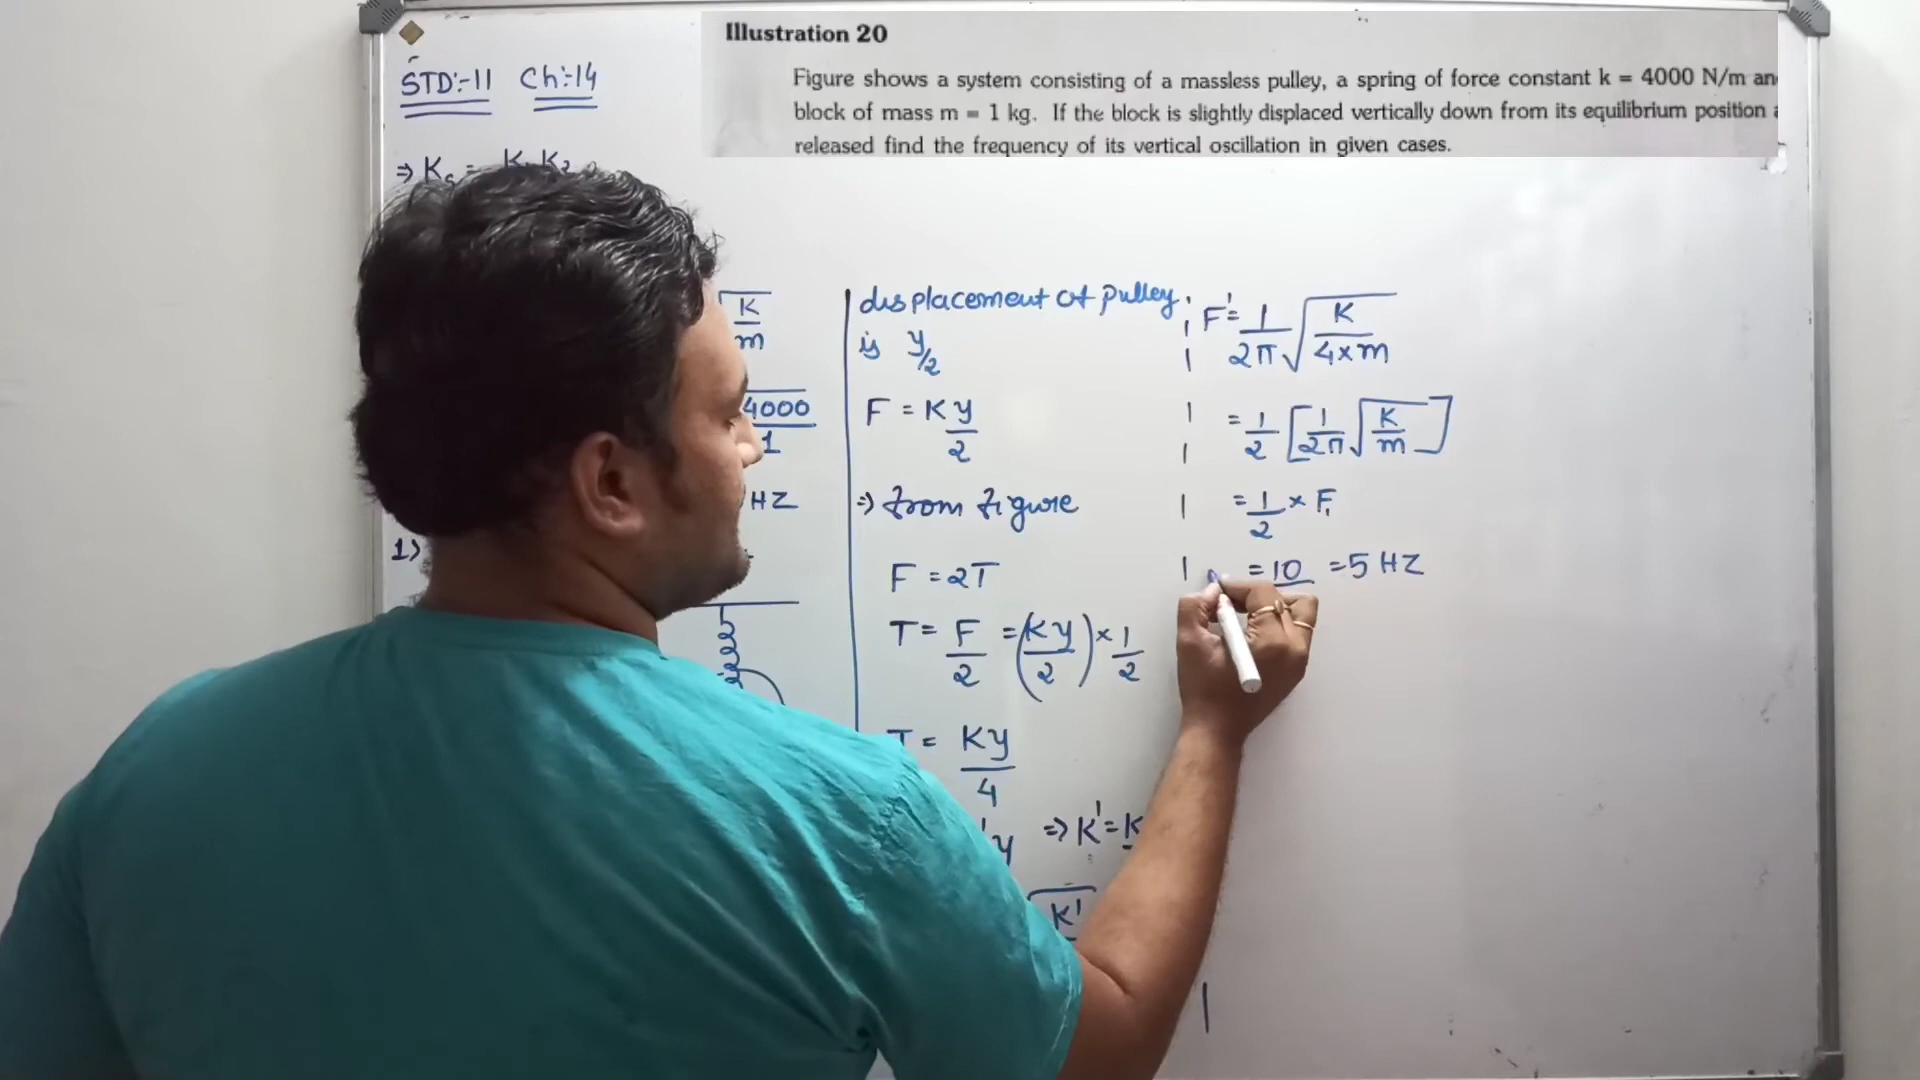 Illustration 20
Figure shows a system consisting of a massless pulley, a spring of force constant k = 4000 N/m an
block of mass m = 1 kg. If the block is slightly displaced vertically down from its equilibrium position
released find the frequency of its vertical oscillation in given cases.
STD:-11 Ch:-14
⇒ Ks = K1 K2
√K/m
4000/1
HZ
1)
displacement of pulley
is y/2
F = K y/2
⇒ from figure
F = 2T
T = F/2 = (Ky/2) × 1/2
T = Ky/4
'y ⇒ K' = K
√K'
F' = 1/2π √K/4×m
= 1/2 [1/2π √K/m]
= 1/2 × F1
= 10 = 5 HZ